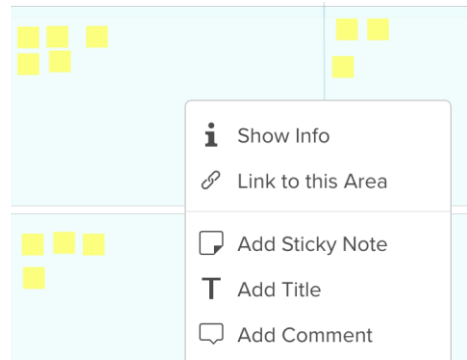 Show Info
Link to this Area
Add Sticky Note
Add Title
Add Comment